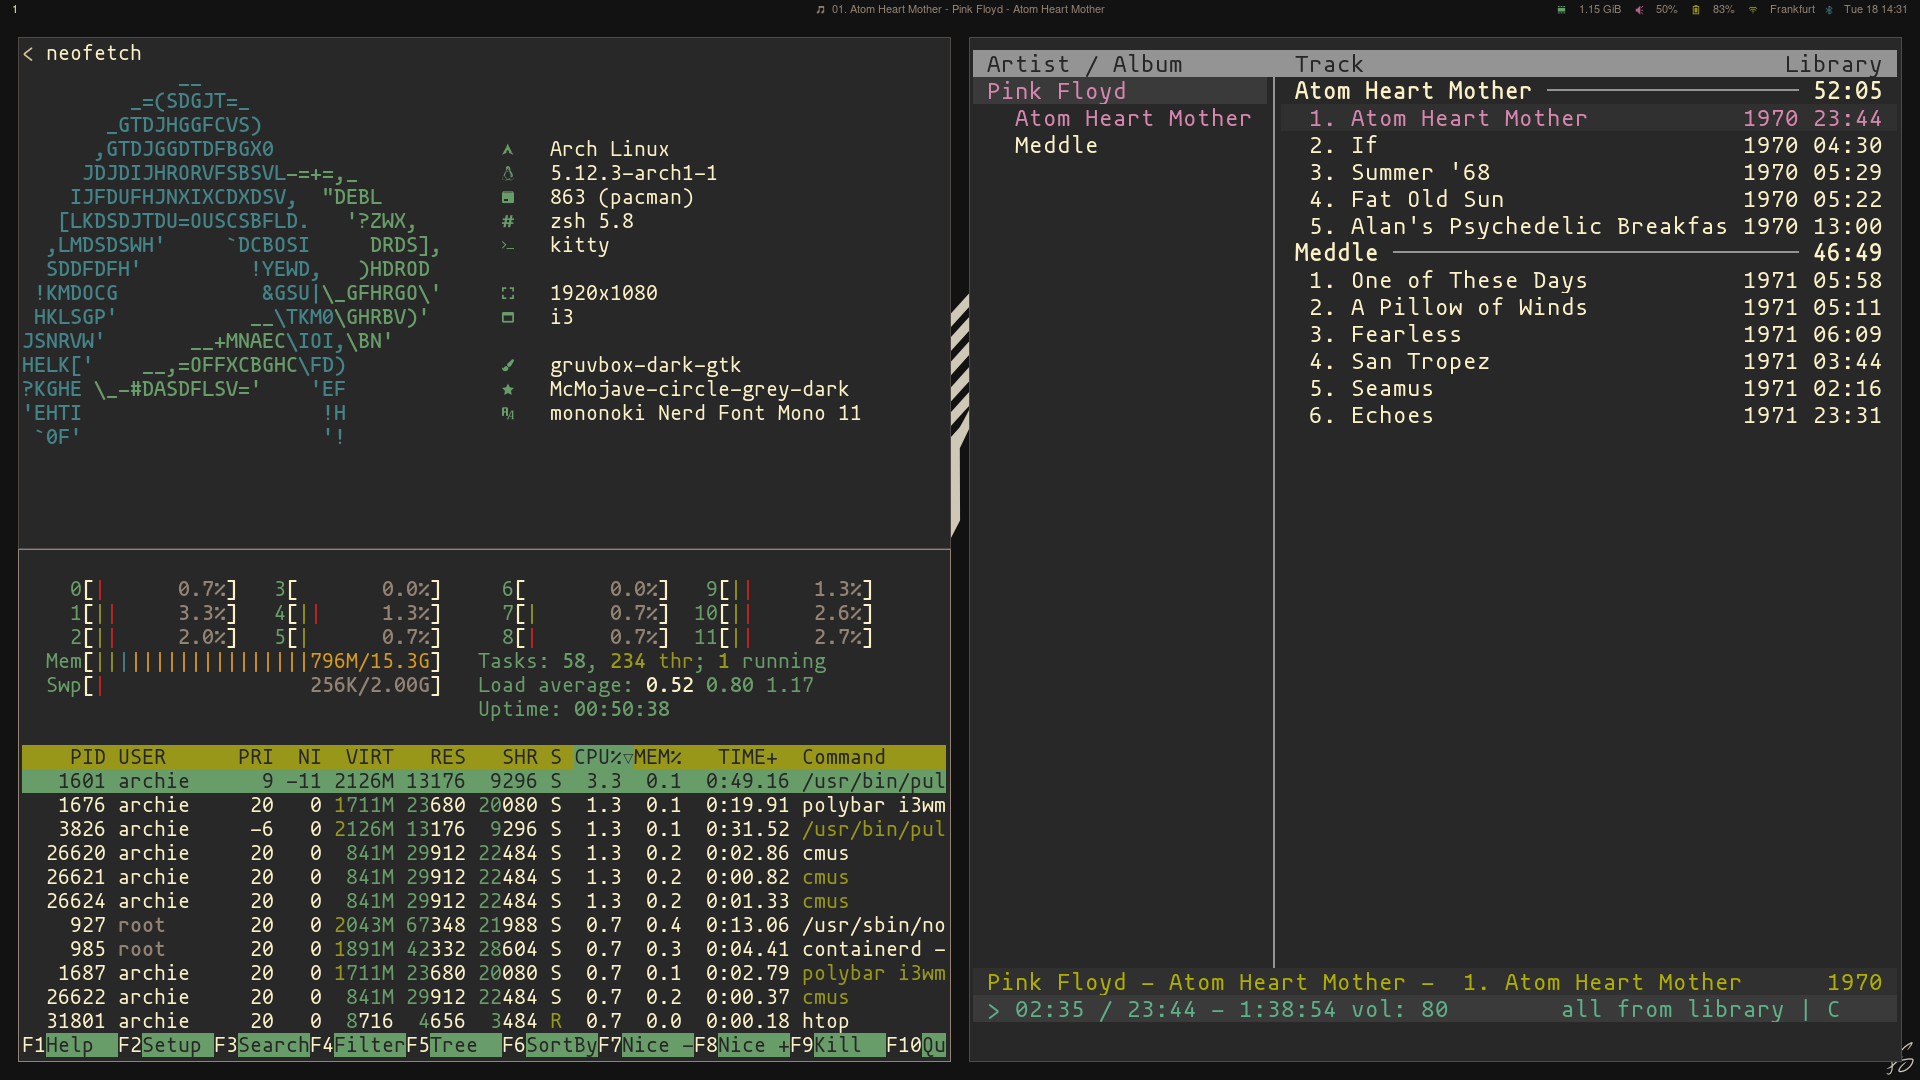 1
01. Atom Heart Mother - Pink Floyd - Atom Heart Mother
1.15 GiB 50% 83% Frankfurt Tue 18 14:31
< neofetch
__
_=(SDGJT=_
_GTDJHGGFCVS)
,GTDJGGDTDFBGX0
JDJDIJHRORVFSBSVL-=+=,_
IJFDUFHJNXIXCDXDSV,  "DEBL
[LKDSDJTDU=OUSCSBFLD.   '?ZWX,
,LMDSDSWH'     `DCBOSI     DRDS],
SDDFDFH'         !YEWD,   )HDROD
!KMDOCG            &GSU|\_GFHRGO\'
HKLSGP'           __\TKM0\GHRBV)'
JSNRVW'       __+MNAEC\IOI,\BN'
HELK['    __,=OFFXCBGHC\FD)
?KGHE \_-#DASDFLSV='    'EF
'EHTI                    !H
`0F'                    '!
Arch Linux
5.12.3-arch1-1
863 (pacman)
# zsh 5.8
>_ kitty
1920x1080
i3
gruvbox-dark-gtk
McMojave-circle-grey-dark
mononoki Nerd Font Mono 11
0[| 0.7%] 3[ 0.0%] 6[ 0.0%] 9[|| 1.3%]
1[|| 3.3%] 4[|| 1.3%] 7[| 0.7%] 10[|| 2.6%]
2[|| 2.0%] 5[| 0.7%] 8[| 0.7%] 11[|| 2.7%]
Mem[||||||||||||||||||796M/15.3G] Tasks: 58, 234 thr; 1 running
Swp[| 256K/2.00G] Load average: 0.52 0.80 1.17
Uptime: 00:50:38
PID USER PRI NI VIRT RES SHR S CPU%▽MEM% TIME+ Command
1601 archie 9 -11 2126M 13176 9296 S 3.3 0.1 0:49.16 /usr/bin/pul
1676 archie 20 0 1711M 23680 20080 S 1.3 0.1 0:19.91 polybar i3wm
3826 archie -6 0 2126M 13176 9296 S 1.3 0.1 0:31.52 /usr/bin/pul
26620 archie 20 0 841M 29912 22484 S 1.3 0.2 0:02.86 cmus
26621 archie 20 0 841M 29912 22484 S 1.3 0.2 0:00.82 cmus
26624 archie 20 0 841M 29912 22484 S 1.3 0.2 0:01.33 cmus
927 root 20 0 2043M 67348 21988 S 0.7 0.4 0:13.06 /usr/sbin/no
985 root 20 0 1891M 42332 28604 S 0.7 0.3 0:04.41 containerd -
1687 archie 20 0 1711M 23680 20080 S 0.7 0.1 0:02.79 polybar i3wm
26622 archie 20 0 841M 29912 22484 S 0.7 0.2 0:00.37 cmus
31801 archie 20 0 8716 4656 3484 R 0.7 0.0 0:00.18 htop
F1Help F2Setup F3SearchF4FilterF5Tree F6SortByF7Nice -F8Nice +F9Kill F10Qu
Artist / Album Track Library
Pink Floyd
Atom Heart Mother
Meddle
Atom Heart Mother 52:05
1. Atom Heart Mother 1970 23:44
2. If 1970 04:30
3. Summer '68 1970 05:29
4. Fat Old Sun 1970 05:22
5. Alan's Psychedelic Breakfas 1970 13:00
Meddle 46:49
1. One of These Days 1971 05:58
2. A Pillow of Winds 1971 05:11
3. Fearless 1971 06:09
4. San Tropez 1971 03:44
5. Seamus 1971 02:16
6. Echoes 1971 23:31
Pink Floyd - Atom Heart Mother - 1. Atom Heart Mother 1970
> 02:35 / 23:44 - 1:38:54 vol: 80 all from library | C